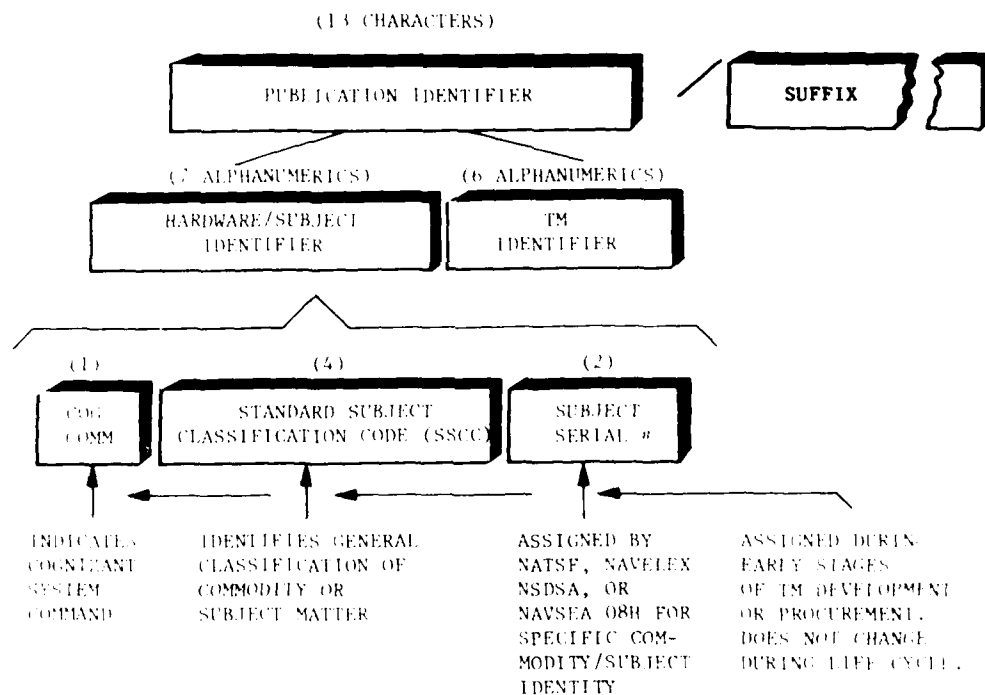 (13 CHARACTERS)
PUBLICATION IDENTIFIER
SUFFIX
(7 ALPHANUMERICS)
(6 ALPHANUMERICS)
HARDWARE/SUBJECT
IDENTIFIER
TM
IDENTIFIER
(1)
(4)
(2)
COG
COMM
STANDARD SUBJECT
CLASSIFICATION CODE (SSCC)
SUBJECT
SERIAL #
INDICATES
COGNIZANT
SYSTEM
COMMAND
IDENTIFIES GENERAL
CLASSIFICATION OF
COMMODITY OR
SUBJECT MATTER
ASSIGNED BY
NATSF, NAVELEX
NSDSA, OR
NAVSEA 08H FOR
SPECIFIC COM-
MODITY/SUBJECT
IDENTITY
ASSIGNED DURING
EARLY STAGES
OF TM DEVELOPMENT
OR PROCUREMENT.
DOES NOT CHANGE
DURING LIFE CYCLE.